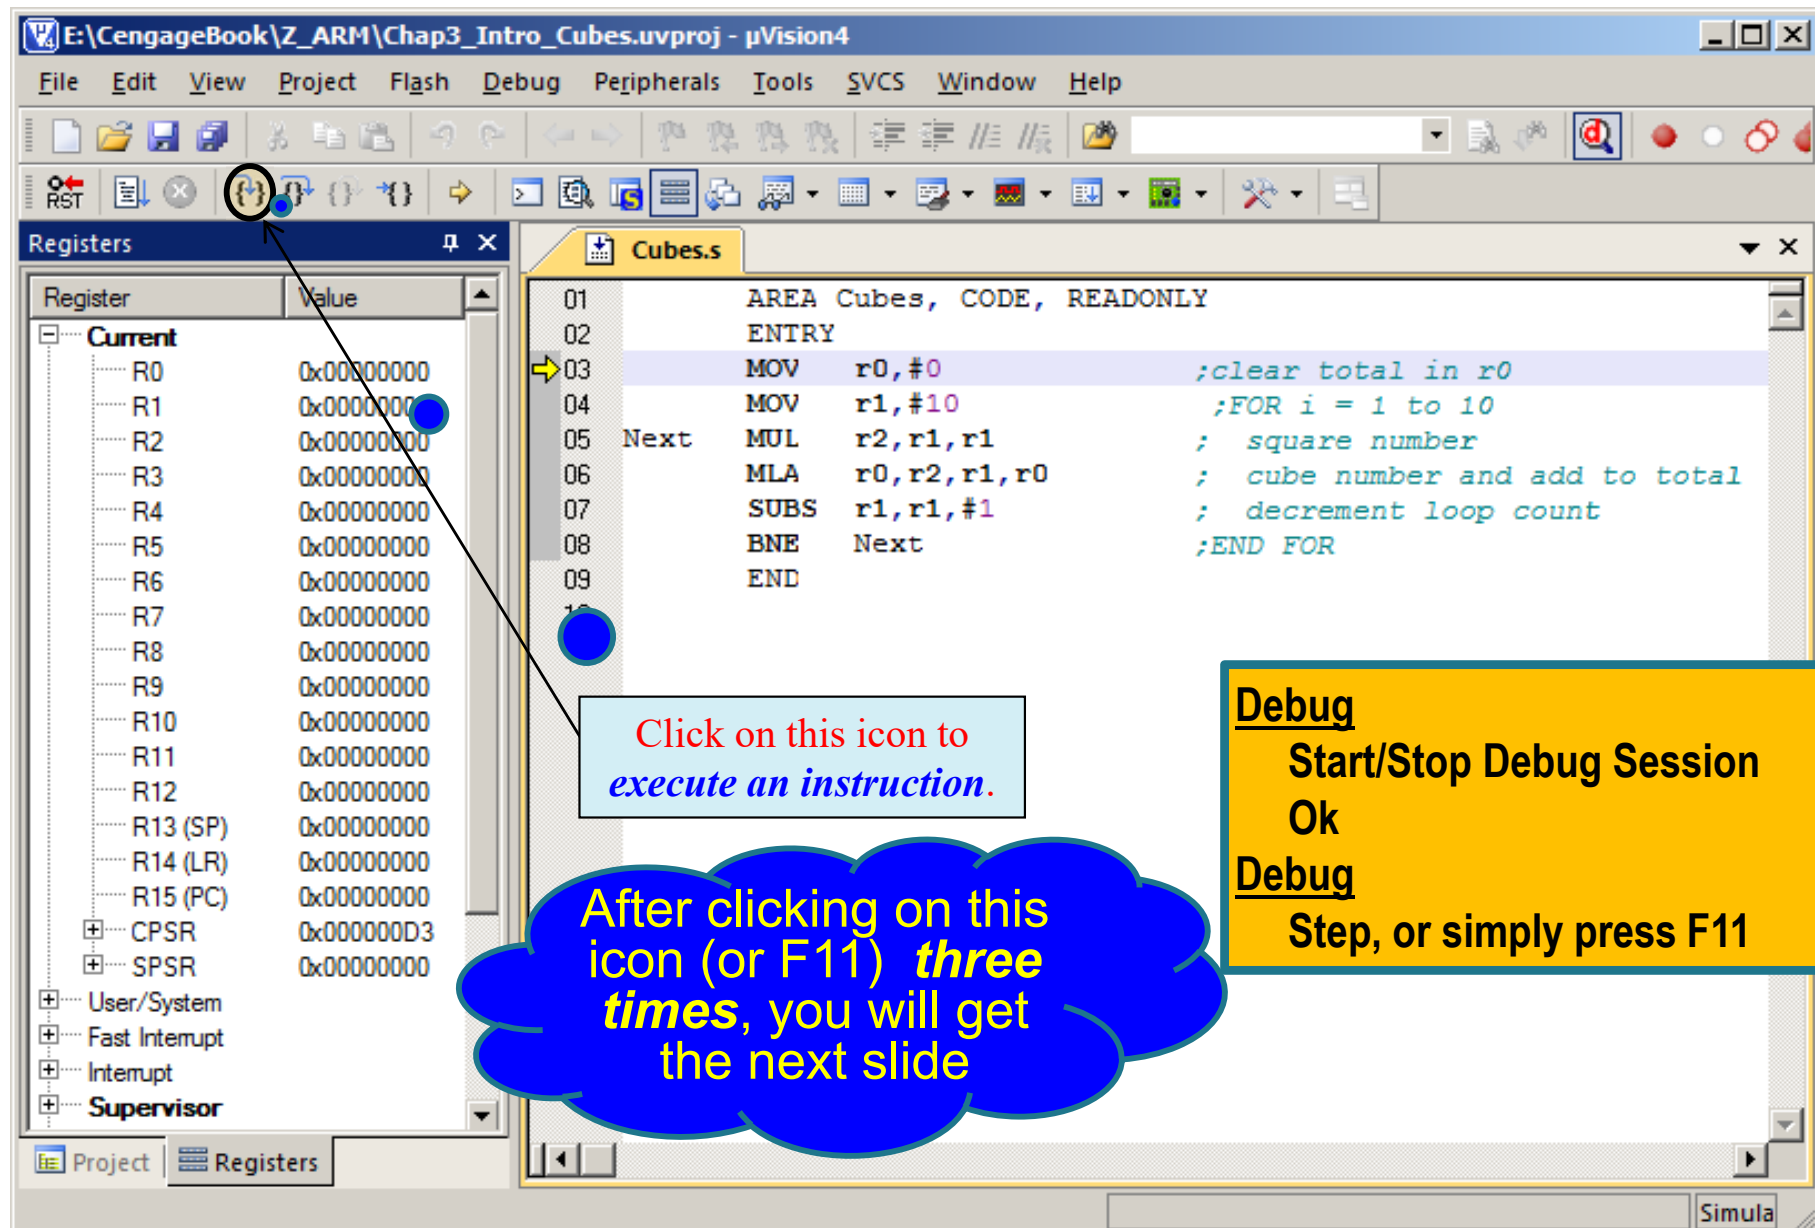 E:\CengageBook\Z_ARM\Chap3_Intro_Cubes.uvproj - µVision4
File Edit View Project Flash Debug Peripherals Tools SVCS Window Help
RST
Registers
Register Value
Current
R0 0x00000000
R1 0x0000000
R2 0x00000000
R3 0x00000000
R4 0x00000000
R5 0x00000000
R6 0x00000000
R7 0x00000000
R8 0x00000000
R9 0x00000000
R10 0x00000000
R11 0x00000000
R12 0x00000000
R13 (SP) 0x00000000
R14 (LR) 0x00000000
R15 (PC) 0x00000000
CPSR 0x000000D3
SPSR 0x00000000
User/System
Fast Interrupt
Interrupt
Supervisor
Project Registers
Cubes.s
01 AREA Cubes, CODE, READONLY
02 ENTRY
03 MOV r0,#0 ;clear total in r0
04 MOV r1,#10 ;FOR i = 1 to 10
05 Next MUL r2,r1,r1 ; square number
06 MLA r0,r2,r1,r0 ; cube number and add to total
07 SUBS r1,r1,#1 ; decrement loop count
08 BNE Next ;END FOR
09 END
Click on this icon to
execute an instruction.
Debug
Start/Stop Debug Session
Ok
Debug
Step, or simply press F11
After clicking on this
icon (or F11) three
times, you will get
the next slide
Simula